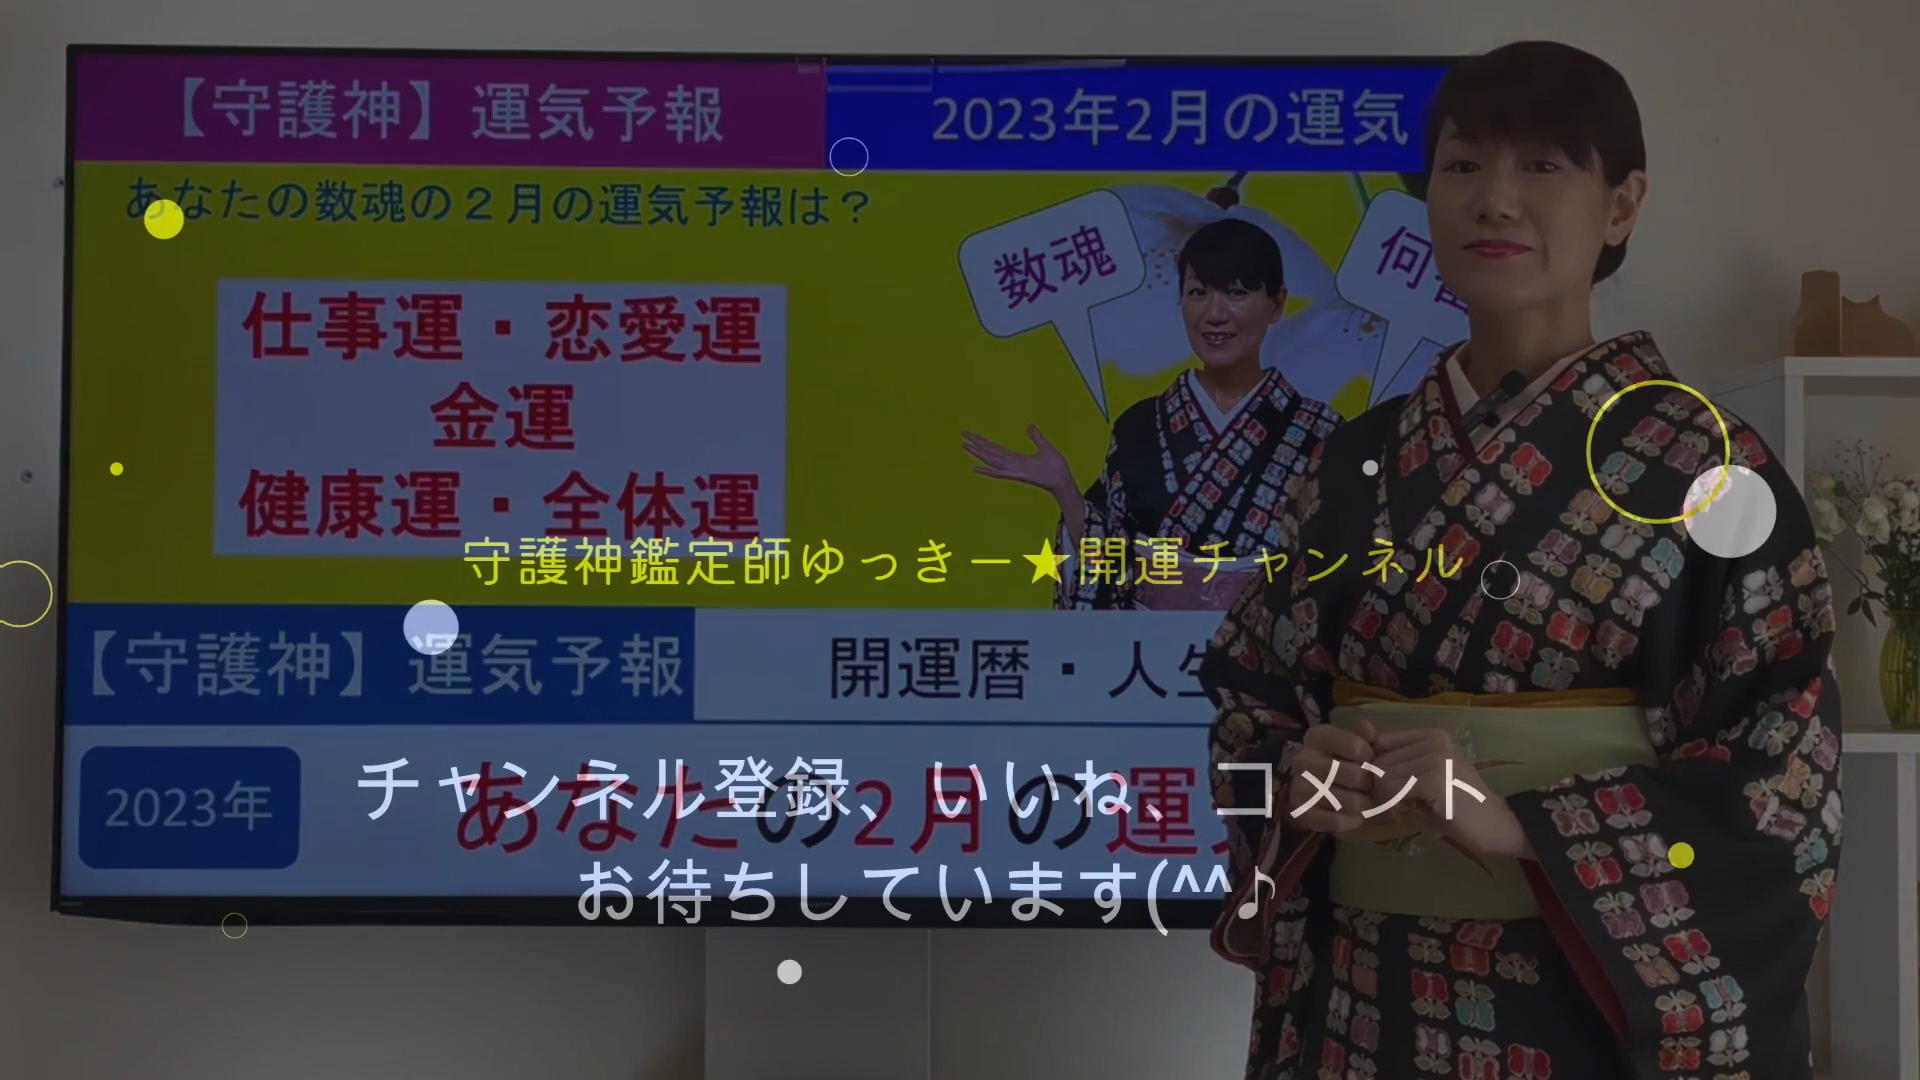 【守護神】運気予報
2023年2月の運気
あなたの数魂の２月の運気予報は？
数魂
何
仕事運・恋愛運
金運
健康運・全体運
守護神鑑定師ゆっきー★開運チャンネル
【守護神】運気予報
開運暦・人生
2023年
あなたの2月の運
チャンネル登録、いいね、コメント
お待ちしています(^^♪